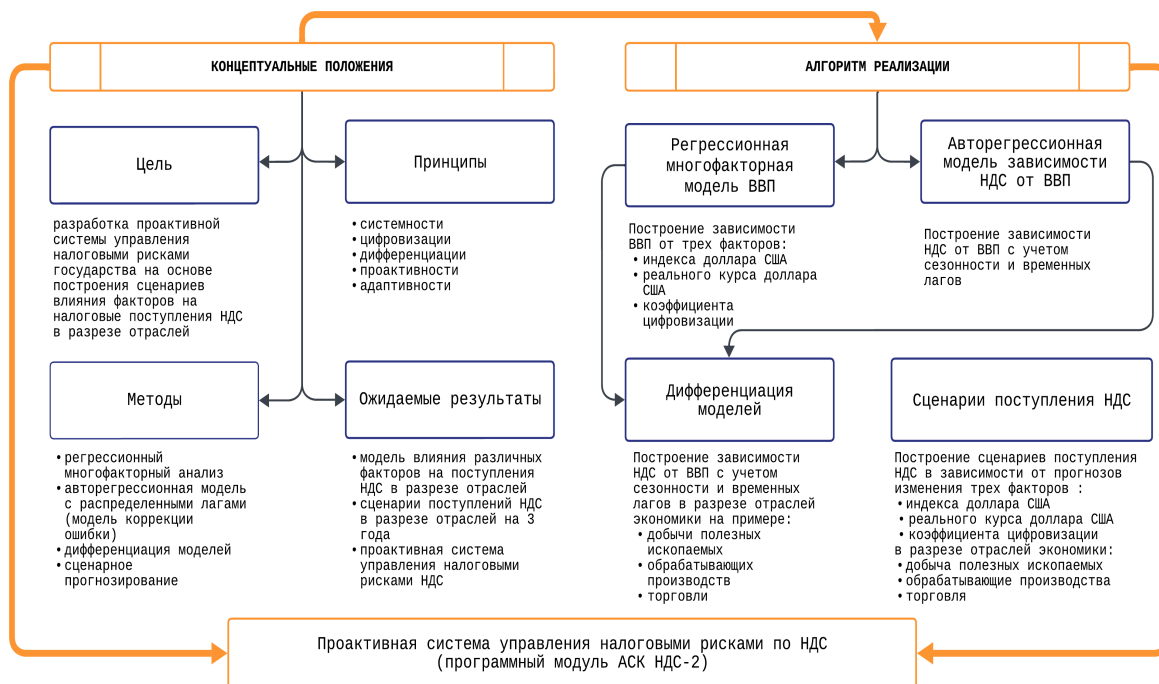 КОНЦЕПТУАЛЬНЫЕ ПОЛОЖЕНИЯ
Цель
разработка проактивной
системы управления
налоговыми рисками
государства на основе
построения сценариев
влияния факторов на
налоговые поступления НДС
в разрезе отраслей
Принципы
•системности
•цифровизации
•дифференциации
•проактивности
•адаптивности
Методы
•регрессионный
многофакторный анализ
•авторегрессионная модель
с распределенными лагами
(модель коррекции
ошибки)
•дифференциация моделей
•сценарное
прогнозирование
Ожидаемые результаты
•модель влияния различных
факторов на поступления
НДС в разрезе отраслей
•сценарии поступлений НДС
в разрезе отраслей на 3
года
•проактивная система
управления налоговыми
рисками НДС
АЛГОРИТМ РЕАЛИЗАЦИИ
Регрессионная
многофакторная
модель ВВП
Построение зависимости
ВВП от трех факторов:
•индекса доллара США
•реального курса доллара
США
•коэффициента
цифровизации
Авторегрессионная
модель зависимости
НДС от ВВП
Построение зависимости
НДС от ВВП с учетом
сезонности и временных
лагов
Дифференциация
моделей
Построение зависимости
НДС от ВВП с учетом
сезонности и временных
лагов в разрезе отраслей
экономики на примере:
•добычи полезных
ископаемых
•обрабатывающих
производств
•торговли
Сценарии поступления НДС
Построение сценариев поступления
НДС в зависимости от прогнозов
изменения трех факторов :
•индекса доллара США
•реального курса доллара США
•коэффициента цифровизации
в разрезе отраслей экономики:
•добыча полезных ископаемых
•обрабатывающие производства
•торговля
Проактивная система управления налоговыми рисками по НДС
(программный модуль АСК НДС-2)